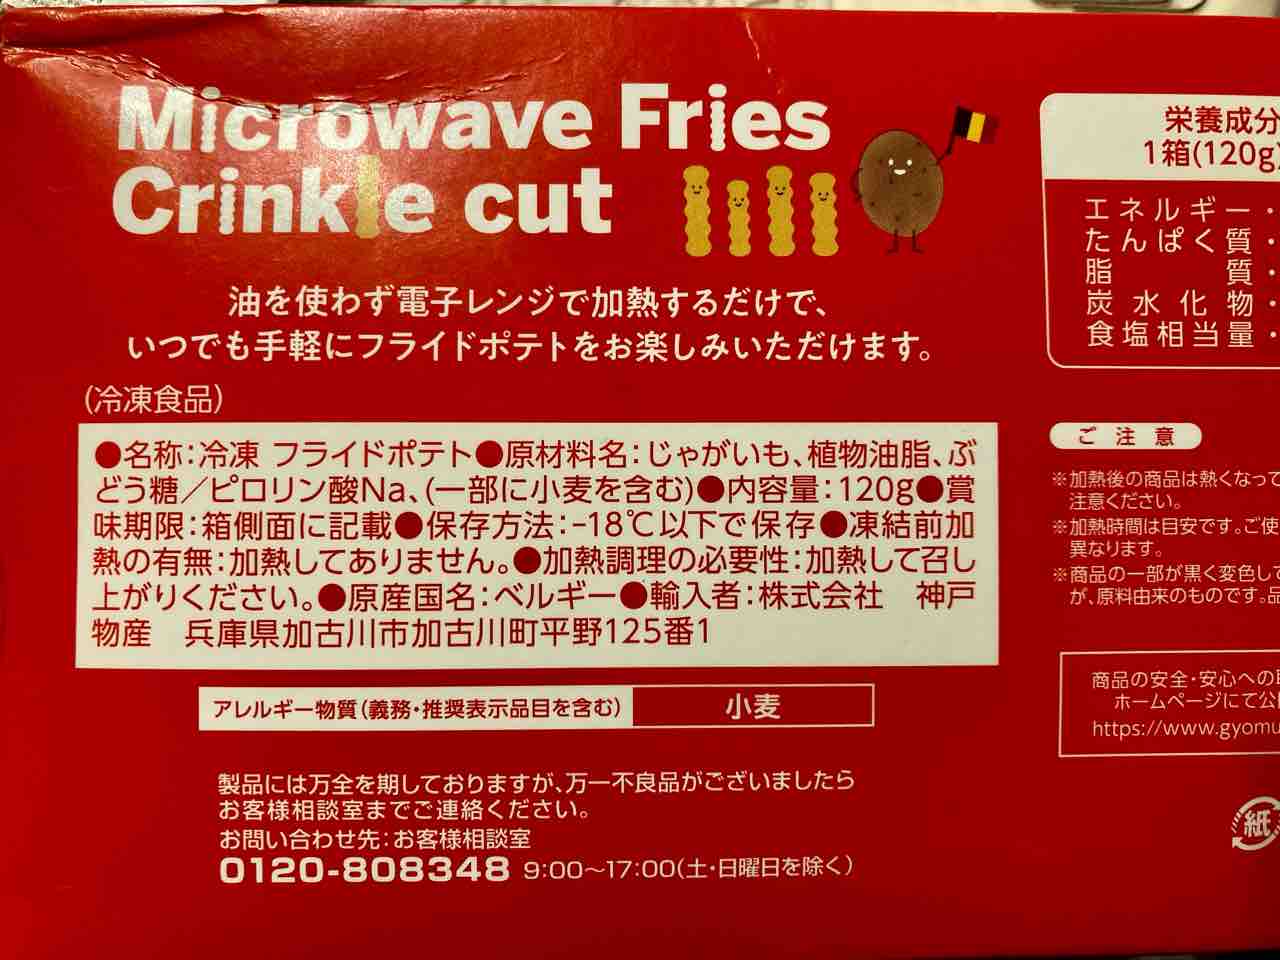 Microwave Fries
Crinkle cut
油を使わず電子レンジで加熱するだけで、
いつでも手軽にフライドポテトをお楽しみいただけます。
(冷凍食品)
●名称:冷凍 フライドポテト●原材料名:じゃがいも、植物油脂、ぶ
どう糖／ピロリン酸Na、(一部に小麦を含む)●内容量:120g●賞
味期限:箱側面に記載●保存方法:-18℃以下で保存●凍結前加
熱の有無:加熱してありません。●加熱調理の必要性:加熱して召し
上がりください。●原産国名:ベルギー●輸入者:株式会社　神戸
物産　兵庫県加古川市加古川町平野125番1
アレルギー物質(義務・推奨表示品目を含む) 小麦
製品には万全を期しておりますが、万一不良品がございましたら
お客様相談室までご連絡ください。
お問い合わせ先:お客様相談室
0120-808348 9:00〜17:00(土・日曜日を除く)
栄養成分
1箱(120g)
エネルギー・
たんぱく質・
脂質・
炭水化物・
食塩相当量・
ご注意
※加熱後の商品は熱くなって
注意ください。
※加熱時間は目安です。ご使
異なります。
※商品の一部が黒く変色して
が、原料由来のものです。品
商品の安全・安心への取
ホームページにて公開
https://www.gyomu
紙